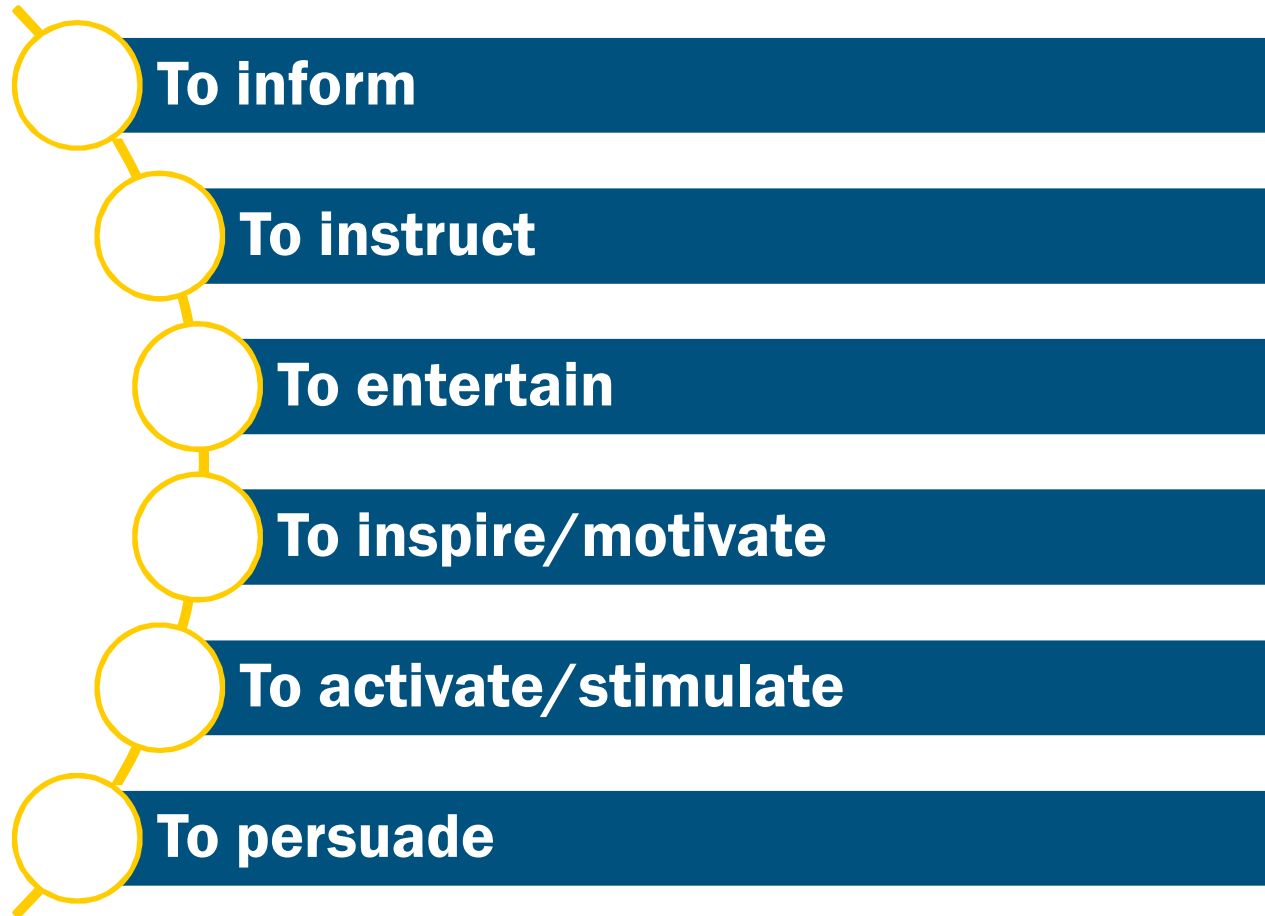 To inform
To instruct
To entertain
To inspire/motivate
To activate/stimulate
To persuade